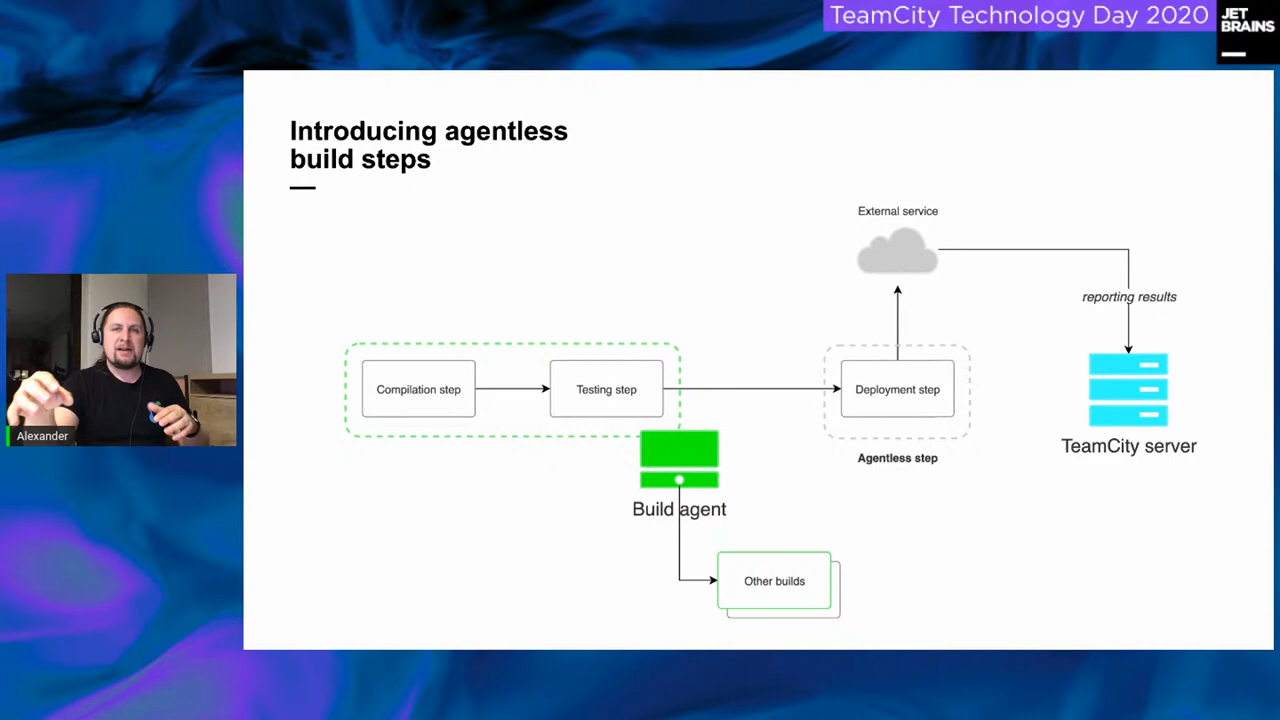 TeamCity Technology Day 2020
JET
BRAINS
Introducing agentless
build steps
External service
reporting results
Compilation step
Testing step
Deployment step
Alexander
TeamCity server
Agentless step
Build agent
Other builds